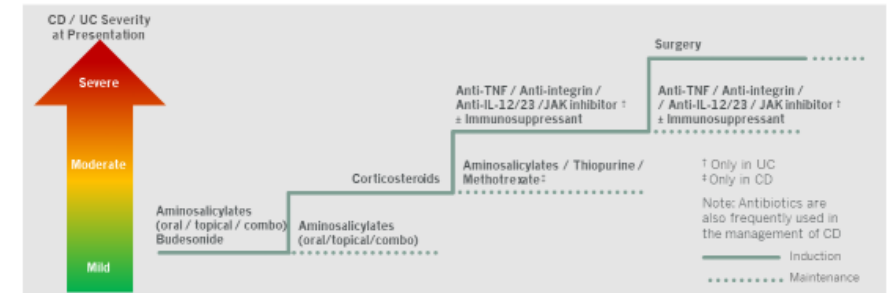 CD / UC Severity
at Presentation
Severe
Moderate
Mild
Aminosalicylates
(oral / topical / combo)
Budesonide
Corticosteroids
Aminosalicylates
(oral/topical/combo)
Anti-TNF / Anti-integrin /
Anti-IL-12/23 /JAK inhibitor †
± Immunosuppressant
Aminosalicylates / Thiopurine /
Methotrexate‡
Surgery
Anti-TNF / Anti-integrin /
/ Anti-IL-12/23 / JAK inhibitor †
± Immunosuppressant
† Only in UC
‡ Only in CD
Note: Antibiotics are
also frequently used in
the management of CD
Induction
Maintenance